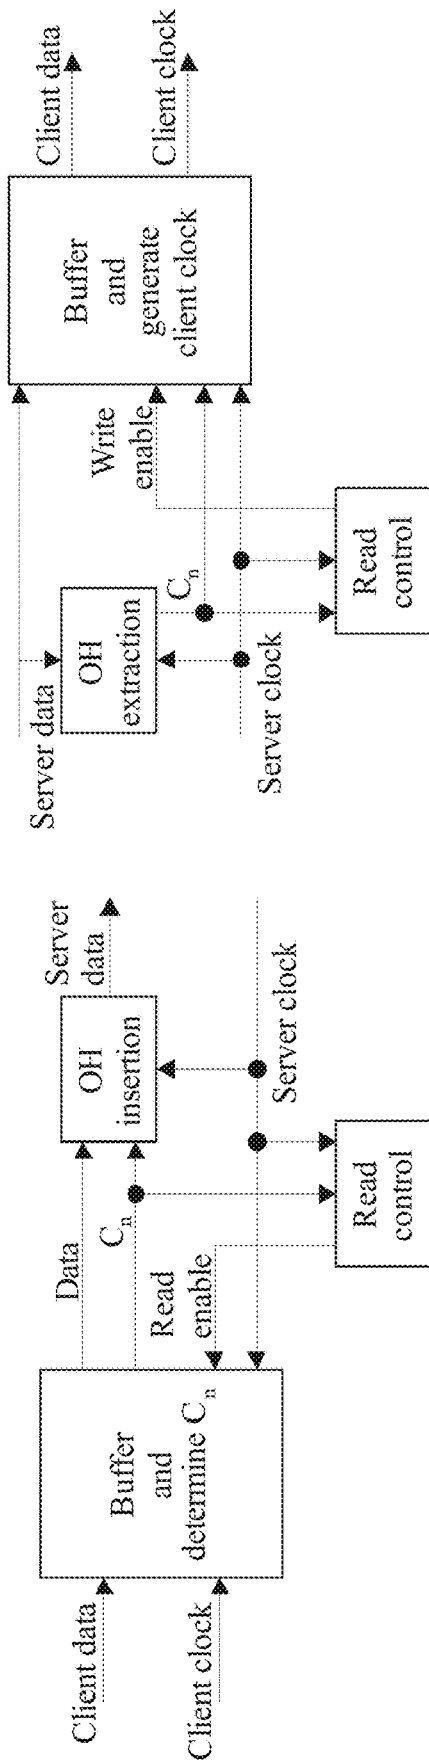 Client data
Client clock
Buffer
and
determine Cn
Data
Cn
Read
enable
OH
insertion
Server
data
Server clock
Read
control
Server data
OH
extraction
Cn
Server clock
Write
enable
Read
control
Buffer
and
generate
client clock
Client data
Client clock